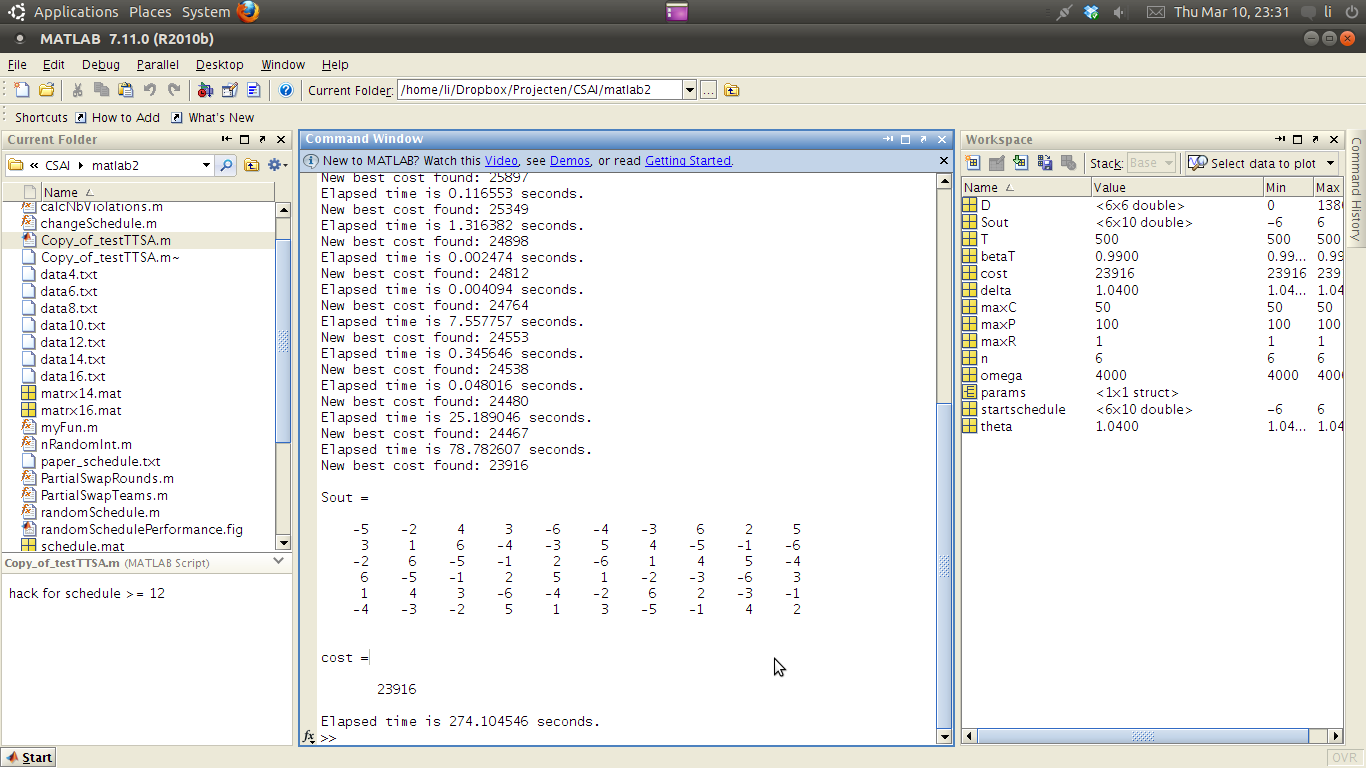 Applications Places System Thu Mar 10, 23:31 li
MATLAB 7.11.0 (R2010b)
File Edit Debug Parallel Desktop Window Help
Current Folder: /home/li/Dropbox/Projecten/CSAI/matlab2 ...
Shortcuts How to Add What's New
Current Folder
« CSAI matlab2
Name
calcNbViolations.m
changeSchedule.m
Copy_of_testTTSA.m
Copy_of_testTTSA.m~
data4.txt
data6.txt
data8.txt
data10.txt
data12.txt
data14.txt
data16.txt
matrx14.mat
matrx16.mat
myFun.m
nRandomInt.m
paper_schedule.txt
PartialSwapRounds.m
PartialSwapTeams.m
randomSchedule.m
randomSchedulePerformance.fig
schedule.mat
Copy_of_testTTSA.m (MATLAB Script)
hack for schedule >= 12
Command Window
New to MATLAB? Watch this Video, see Demos, or read Getting Started.
New best cost found: 25897
Elapsed time is 0.116553 seconds.
New best cost found: 25349
Elapsed time is 1.316382 seconds.
New best cost found: 24898
Elapsed time is 0.002474 seconds.
New best cost found: 24812
Elapsed time is 0.004094 seconds.
New best cost found: 24764
Elapsed time is 7.557757 seconds.
New best cost found: 24553
Elapsed time is 0.345646 seconds.
New best cost found: 24538
Elapsed time is 0.048016 seconds.
New best cost found: 24480
Elapsed time is 25.189046 seconds.
New best cost found: 24467
Elapsed time is 78.782607 seconds.
New best cost found: 23916
Sout =
-5 -2 4 3 -6 -4 -3 6 2 5
3 1 6 -4 -3 5 4 -5 -1 -6
-2 6 -5 -1 2 -6 1 4 5 -4
6 -5 -1 2 5 1 -2 -3 -6 3
1 4 3 -6 -4 -2 6 2 -3 -1
-4 -3 -2 5 1 3 -5 -1 4 2
cost =
23916
Elapsed time is 274.104546 seconds.
fx >>
Workspace
Stack: Base Select data to plot
Name Value Min Max
D <6x6 double> 0 1380
Sout <6x10 double> -6 6
T 500 500 500
betaT 0.9900 0.99... 0.99
cost 23916 23916 239
delta 1.0400 1.04... 1.04
maxC 50 50 50
maxP 100 100 100
maxR 1 1 1
n 6 6 6
omega 4000 4000 400
params <1x1 struct>
startschedule <6x10 double> -6 6
theta 1.0400 1.04... 1.04
Command History
Start OVR